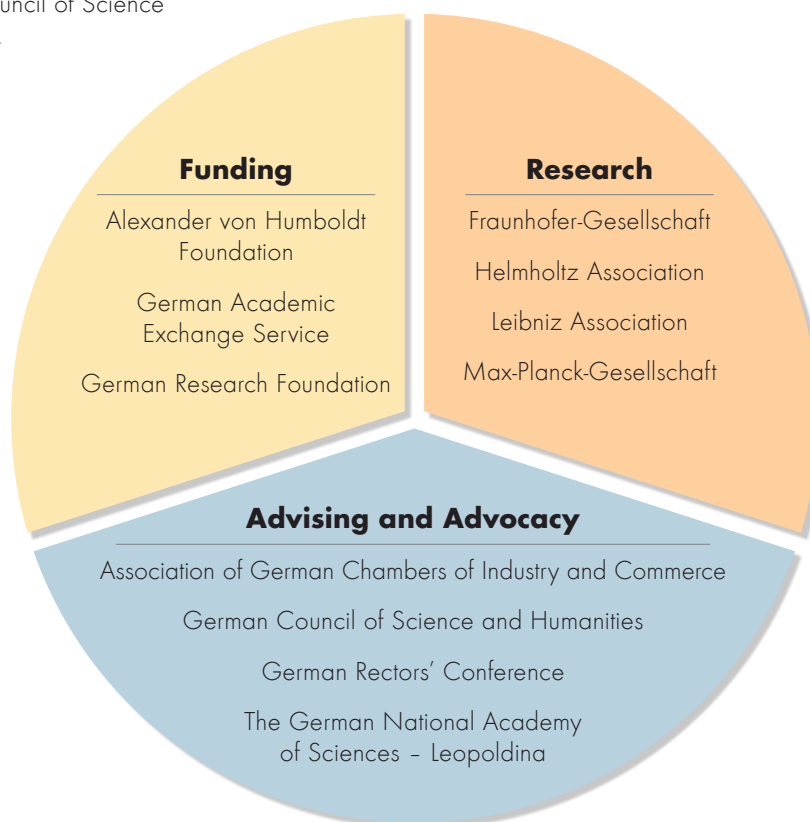 ouncil of Science
Funding
Alexander von Humboldt
Foundation
German Academic
Exchange Service
German Research Foundation
Research
Fraunhofer-Gesellschaft
Helmholtz Association
Leibniz Association
Max-Planck-Gesellschaft
Advising and Advocacy
Association of German Chambers of Industry and Commerce
German Council of Science and Humanities
German Rectors’ Conference
The German National Academy
of Sciences – Leopoldina